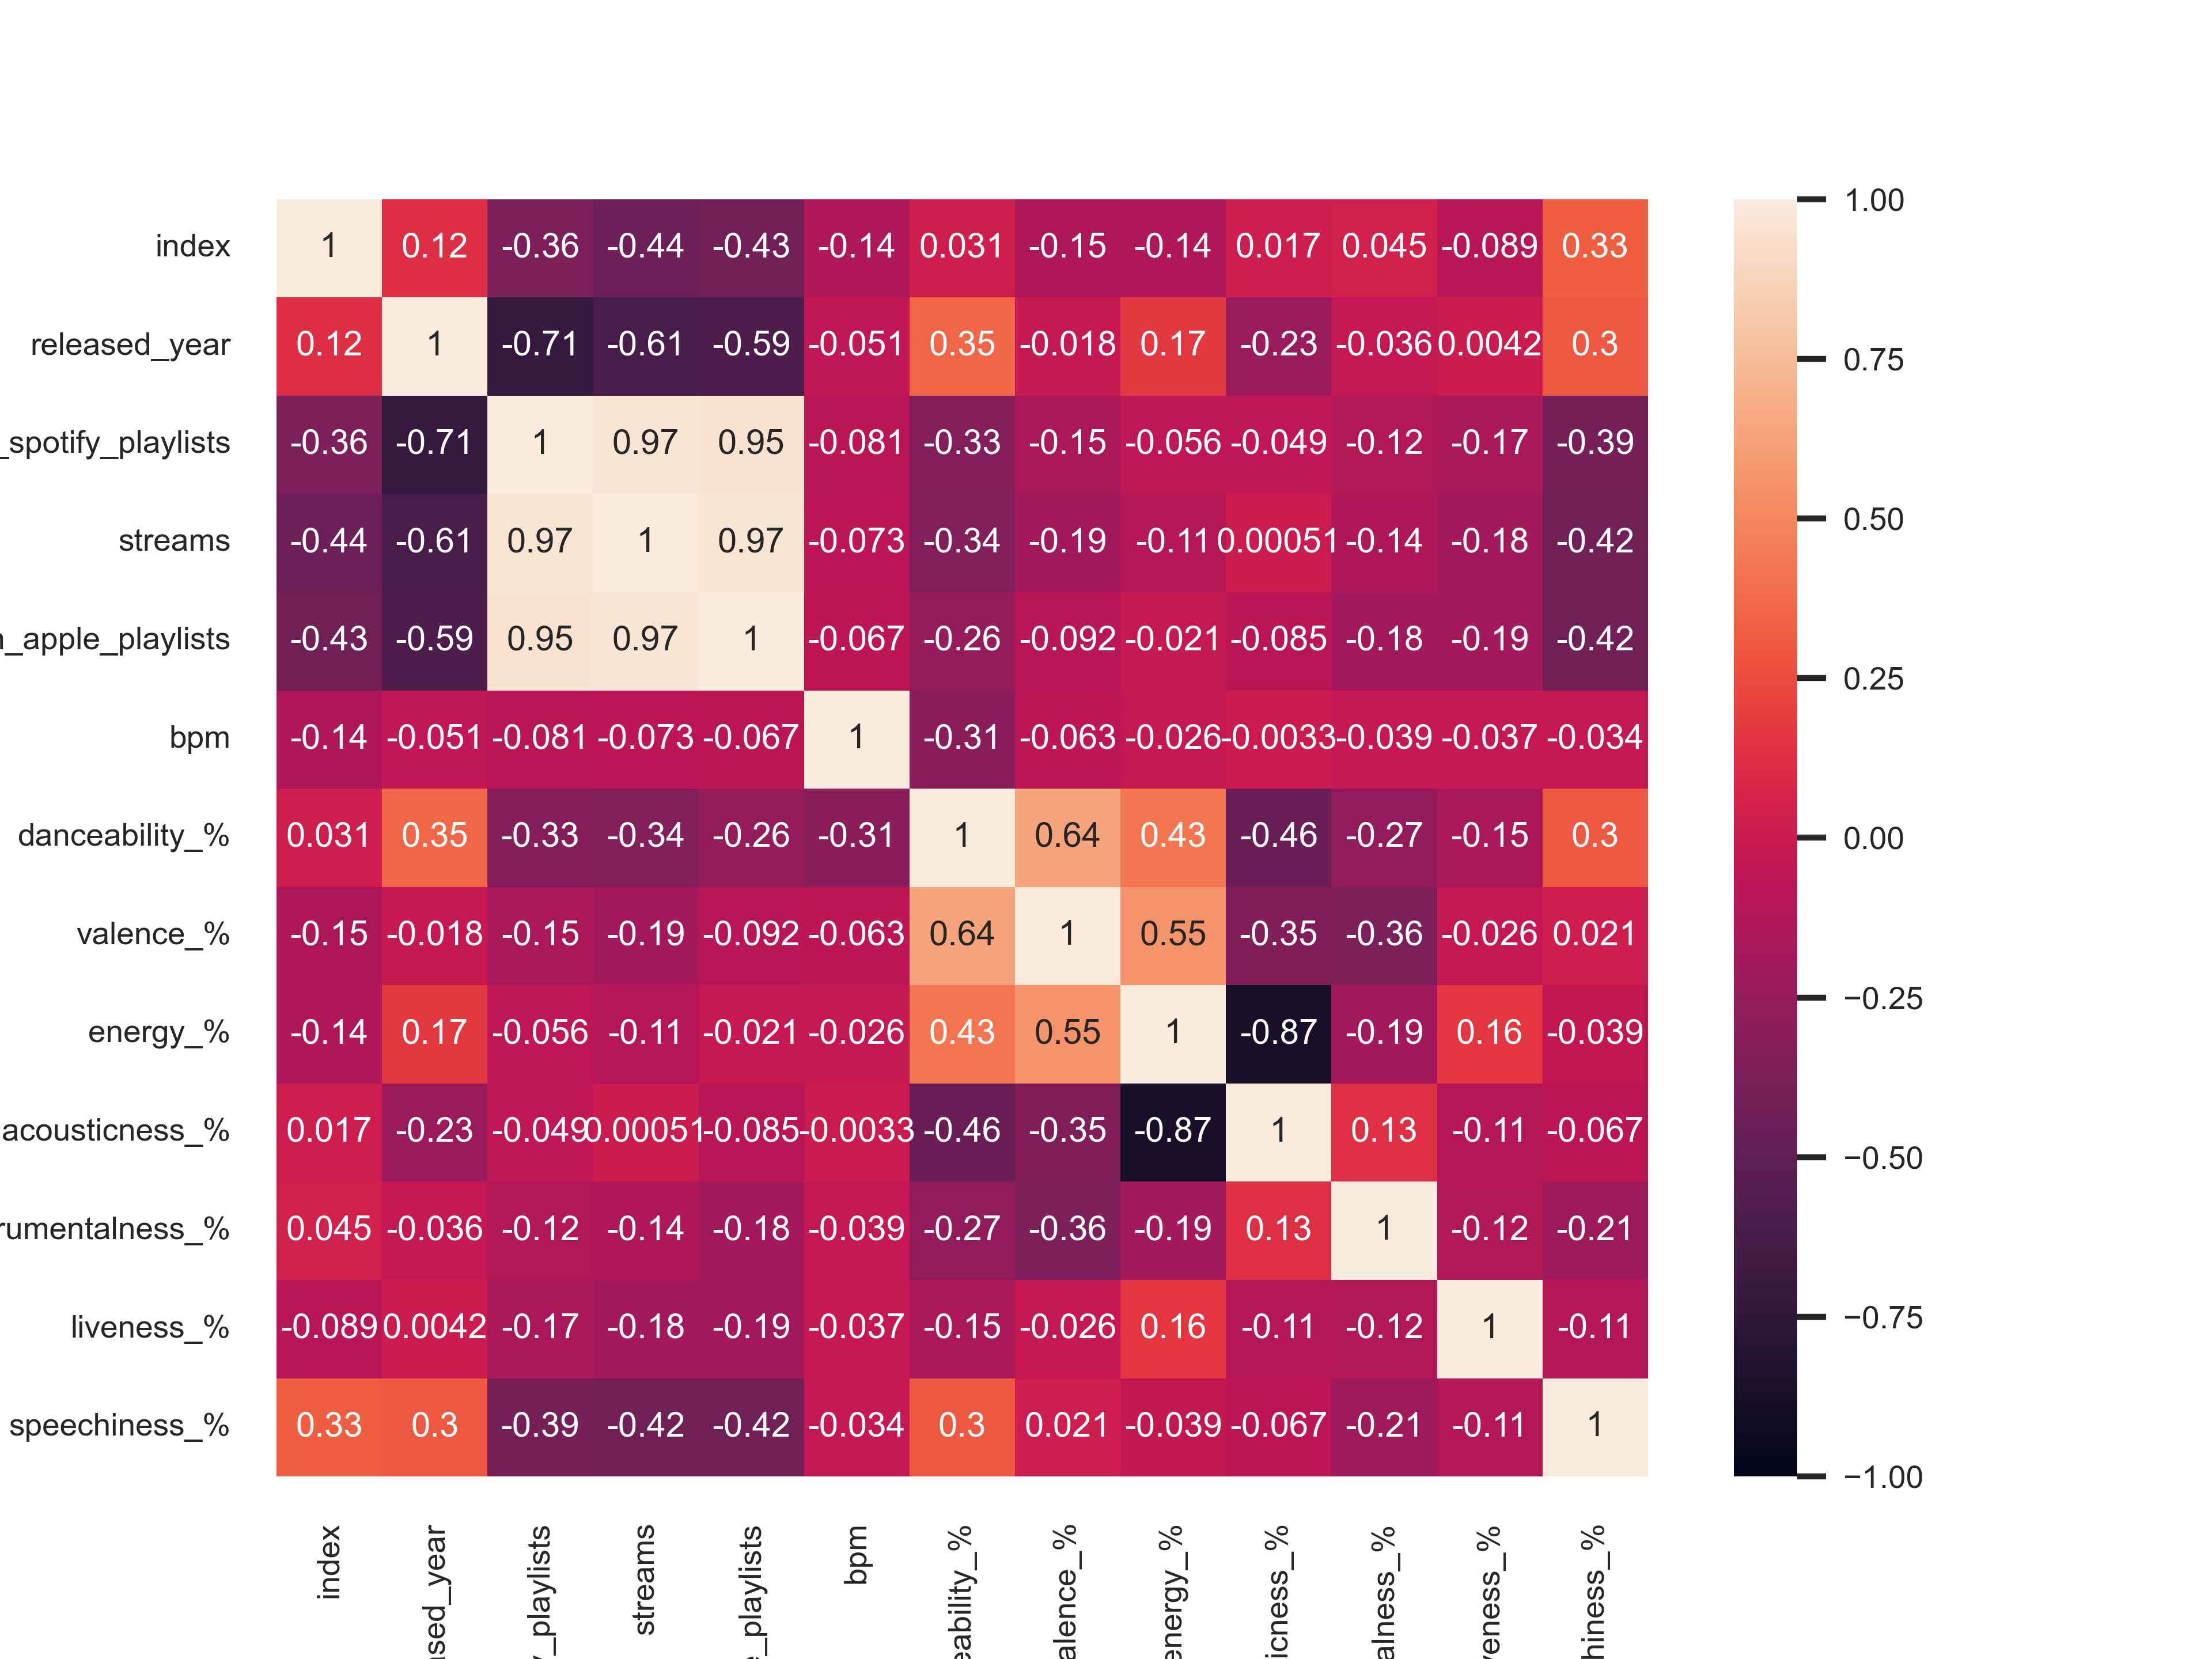 index 1 0.12 -0.36 -0.44 -0.43 -0.14 0.031 -0.15 -0.14 0.017 0.045 -0.089 0.33
released_year 0.12 1 -0.71 -0.61 -0.59 -0.051 0.35 -0.018 0.17 -0.23 -0.036 0.0042 0.3
_spotify_playlists -0.36 -0.71 1 0.97 0.95 -0.081 -0.33 -0.15 -0.056 -0.049 -0.12 -0.17 -0.39
streams -0.44 -0.61 0.97 1 0.97 -0.073 -0.34 -0.19 -0.11 0.00051 -0.14 -0.18 -0.42
n_apple_playlists -0.43 -0.59 0.95 0.97 1 -0.067 -0.26 -0.092 -0.021 -0.085 -0.18 -0.19 -0.42
bpm -0.14 -0.051 -0.081 -0.073 -0.067 1 -0.31 -0.063 -0.026 -0.0033 -0.039 -0.037 -0.034
danceability_% 0.031 0.35 -0.33 -0.34 -0.26 -0.31 1 0.64 0.43 -0.46 -0.27 -0.15 0.3
valence_% -0.15 -0.018 -0.15 -0.19 -0.092 -0.063 0.64 1 0.55 -0.35 -0.36 -0.026 0.021
energy_% -0.14 0.17 -0.056 -0.11 -0.021 -0.026 0.43 0.55 1 -0.87 -0.19 0.16 -0.039
acousticness_% 0.017 -0.23 -0.049 0.00051 -0.085 -0.0033 -0.46 -0.35 -0.87 1 0.13 -0.11 -0.067
rumentalness_% 0.045 -0.036 -0.12 -0.14 -0.18 -0.039 -0.27 -0.36 -0.19 0.13 1 -0.12 -0.21
liveness_% -0.089 0.0042 -0.17 -0.18 -0.19 -0.037 -0.15 -0.026 0.16 -0.11 -0.12 1 -0.11
speechiness_% 0.33 0.3 -0.39 -0.42 -0.42 -0.034 0.3 0.021 -0.039 -0.067 -0.21 -0.11 1
index
ased_year
y_playlists
streams
e_playlists
bpm
eability_%
alence_%
energy_%
icness_%
alness_%
veness_%
hiness_%
1.00
0.75
0.50
0.25
0.00
−0.25
−0.50
−0.75
−1.00